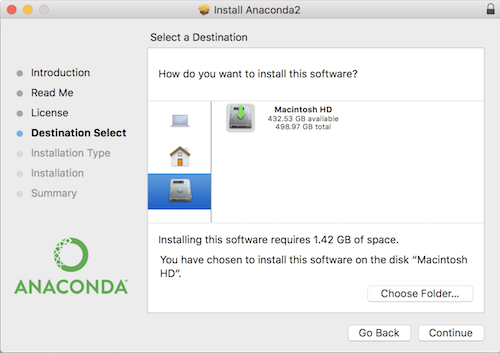 Install Anaconda2
Select a Destination
Introduction
Read Me
License
Destination Select
Installation Type
Installation
Summary
ANACONDA
How do you want to install this software?
Macintosh HD
432.53 GB available
498.97 GB total
Installing this software requires 1.42 GB of space.
You have chosen to install this software on the disk “Macintosh
HD”.
Choose Folder...
Go Back
Continue